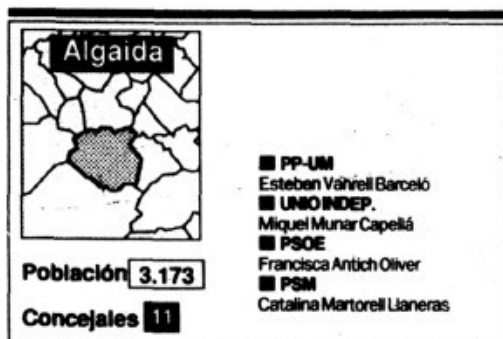 Algaida
Población 3.173
Concejales 11
PP-UM
Esteban Vanrell Barceló
UNIO INDEP.
Miquel Munar Capellá
PSOE
Francisca Antich Oliver
PSM
Catalina Martorell Llaneras